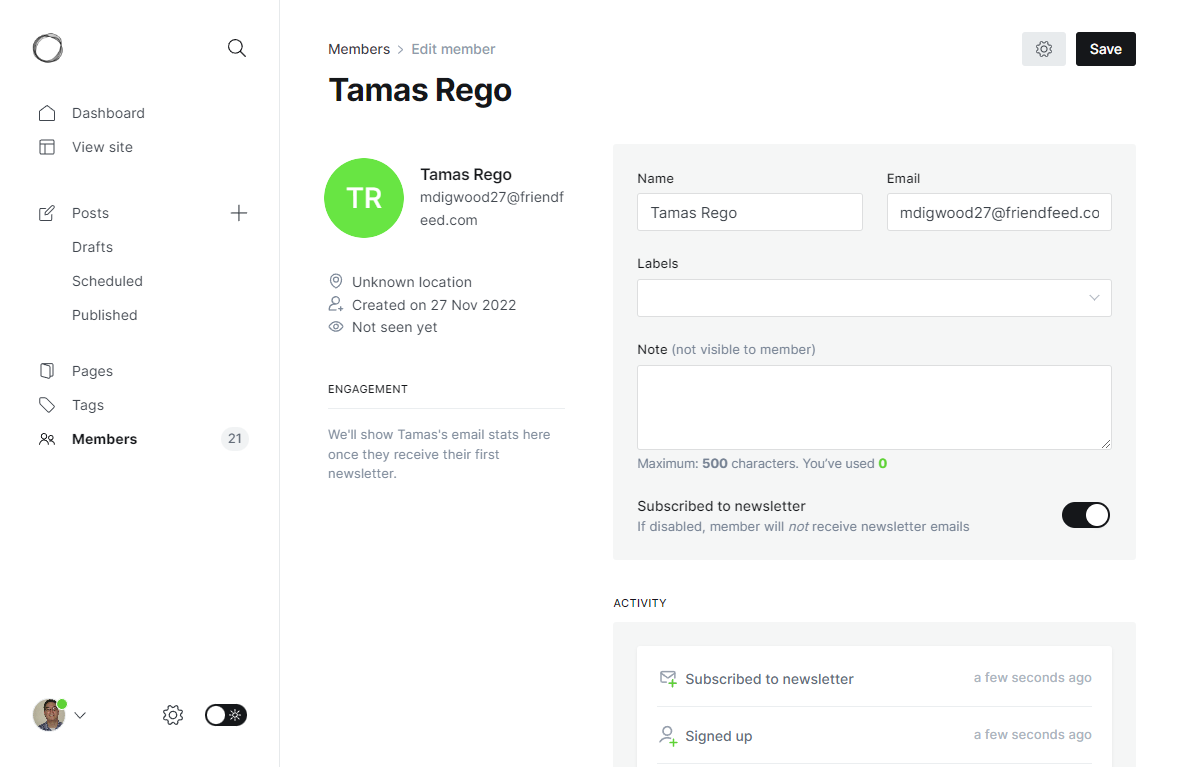 Dashboard
View site
Posts
Drafts
Scheduled
Published
Pages
Tags
Members 21
Members > Edit member
Save
Tamas Rego
TR
Tamas Rego
mdigwood27@friendf
eed.com
Unknown location
Created on 27 Nov 2022
Not seen yet
ENGAGEMENT
We'll show Tamas's email stats here
once they receive their first
newsletter.
Name
Tamas Rego
Email
mdigwood27@friendfeed.co
Labels
Note (not visible to member)
Maximum: 500 characters. You've used 0
Subscribed to newsletter
If disabled, member will not receive newsletter emails
ACTIVITY
Subscribed to newsletter a few seconds ago
Signed up a few seconds ago